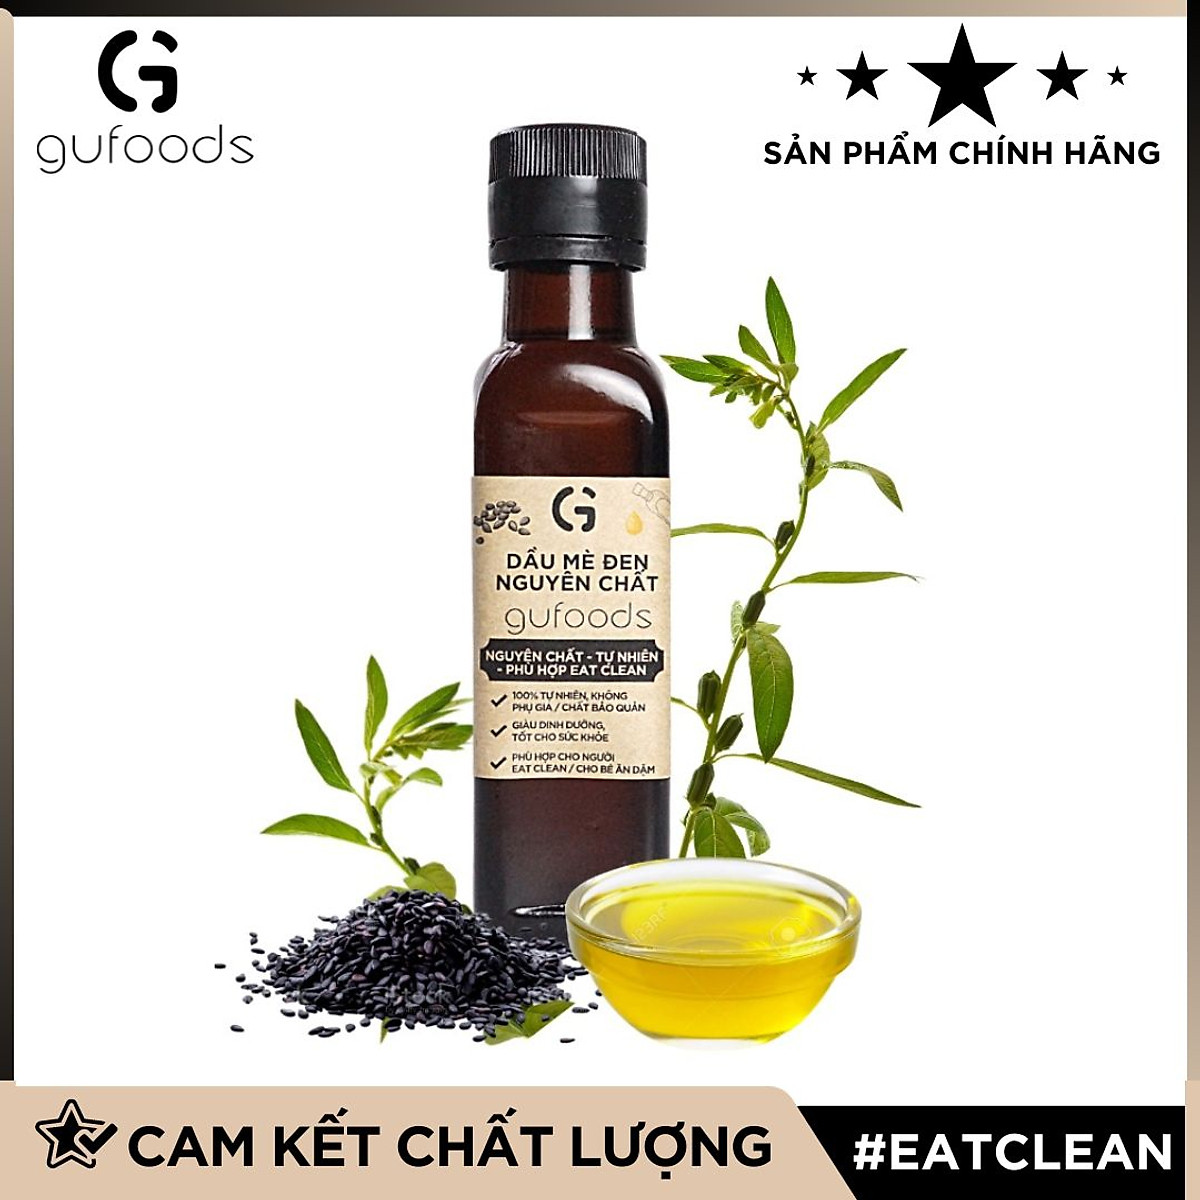 G
gufoods
SẢN PHẨM CHÍNH HÃNG
G
DẦU MÈ ĐEN
NGUYÊN CHẤT
gufoods
NGUYÊN CHẤT - TỰ NHIÊN
- PHÙ HỢP EAT CLEAN
100% TỰ NHIÊN, KHÔNG
PHỤ GIA / CHẤT BẢO QUẢN
GIÀU DINH DƯỠNG,
TỐT CHO SỨC KHỎE
PHÙ HỢP CHO NGƯỜI
EAT CLEAN / CHO BÉ ĂN DẶM
iStock
CAM KẾT CHẤT LƯỢNG
#EATCLEAN